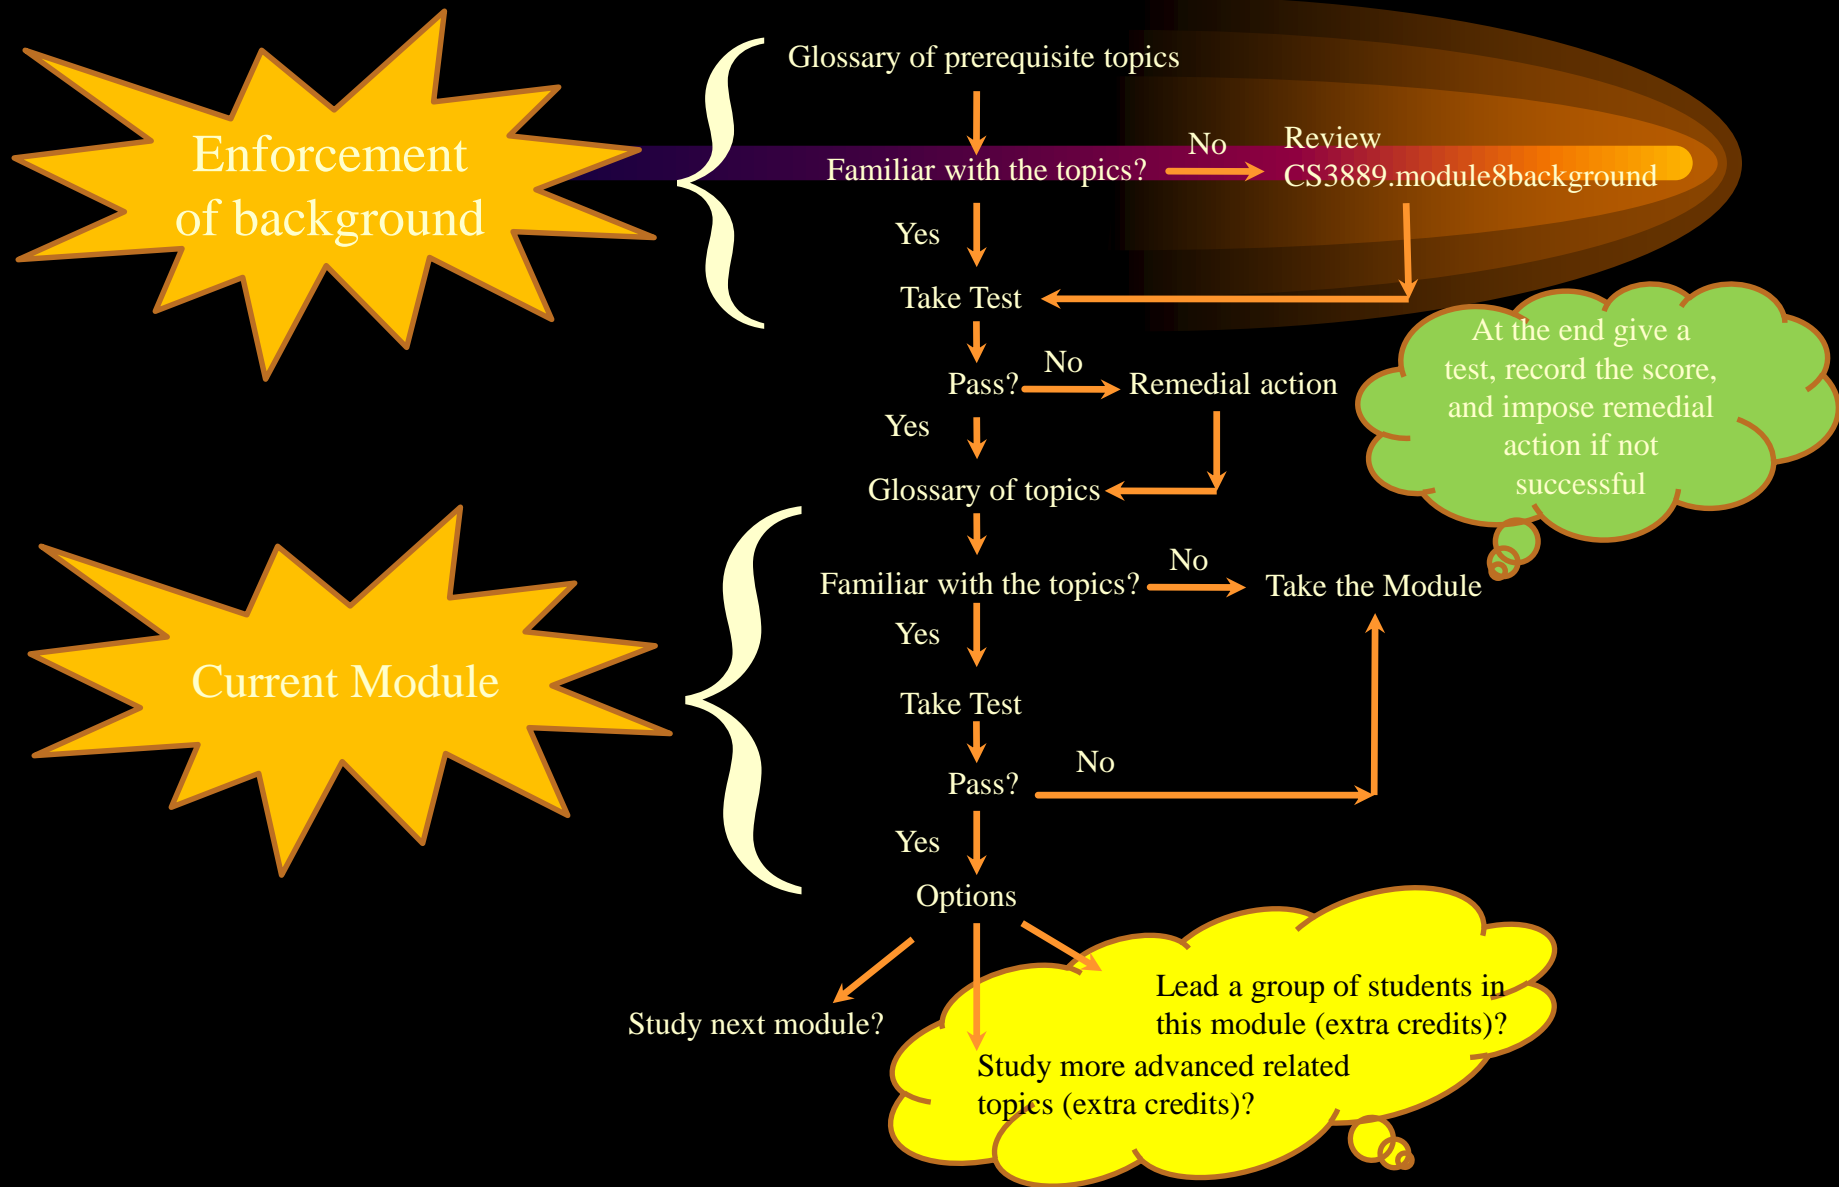 Glossary of prerequisite topics
Enforcement
of background
Familiar with the topics?
No
Review
CS3889.module8background
Yes
Take Test
Pass?
No
Remedial action
Yes
Glossary of topics
At the end give a
test, record the score,
and impose remedial
action if not
successful
Familiar with the topics?
No
Take the Module
Yes
Current Module
Take Test
Pass?
No
Yes
Options
Study next module?
Lead a group of students in
this module (extra credits)?
Study more advanced related
topics (extra credits)?